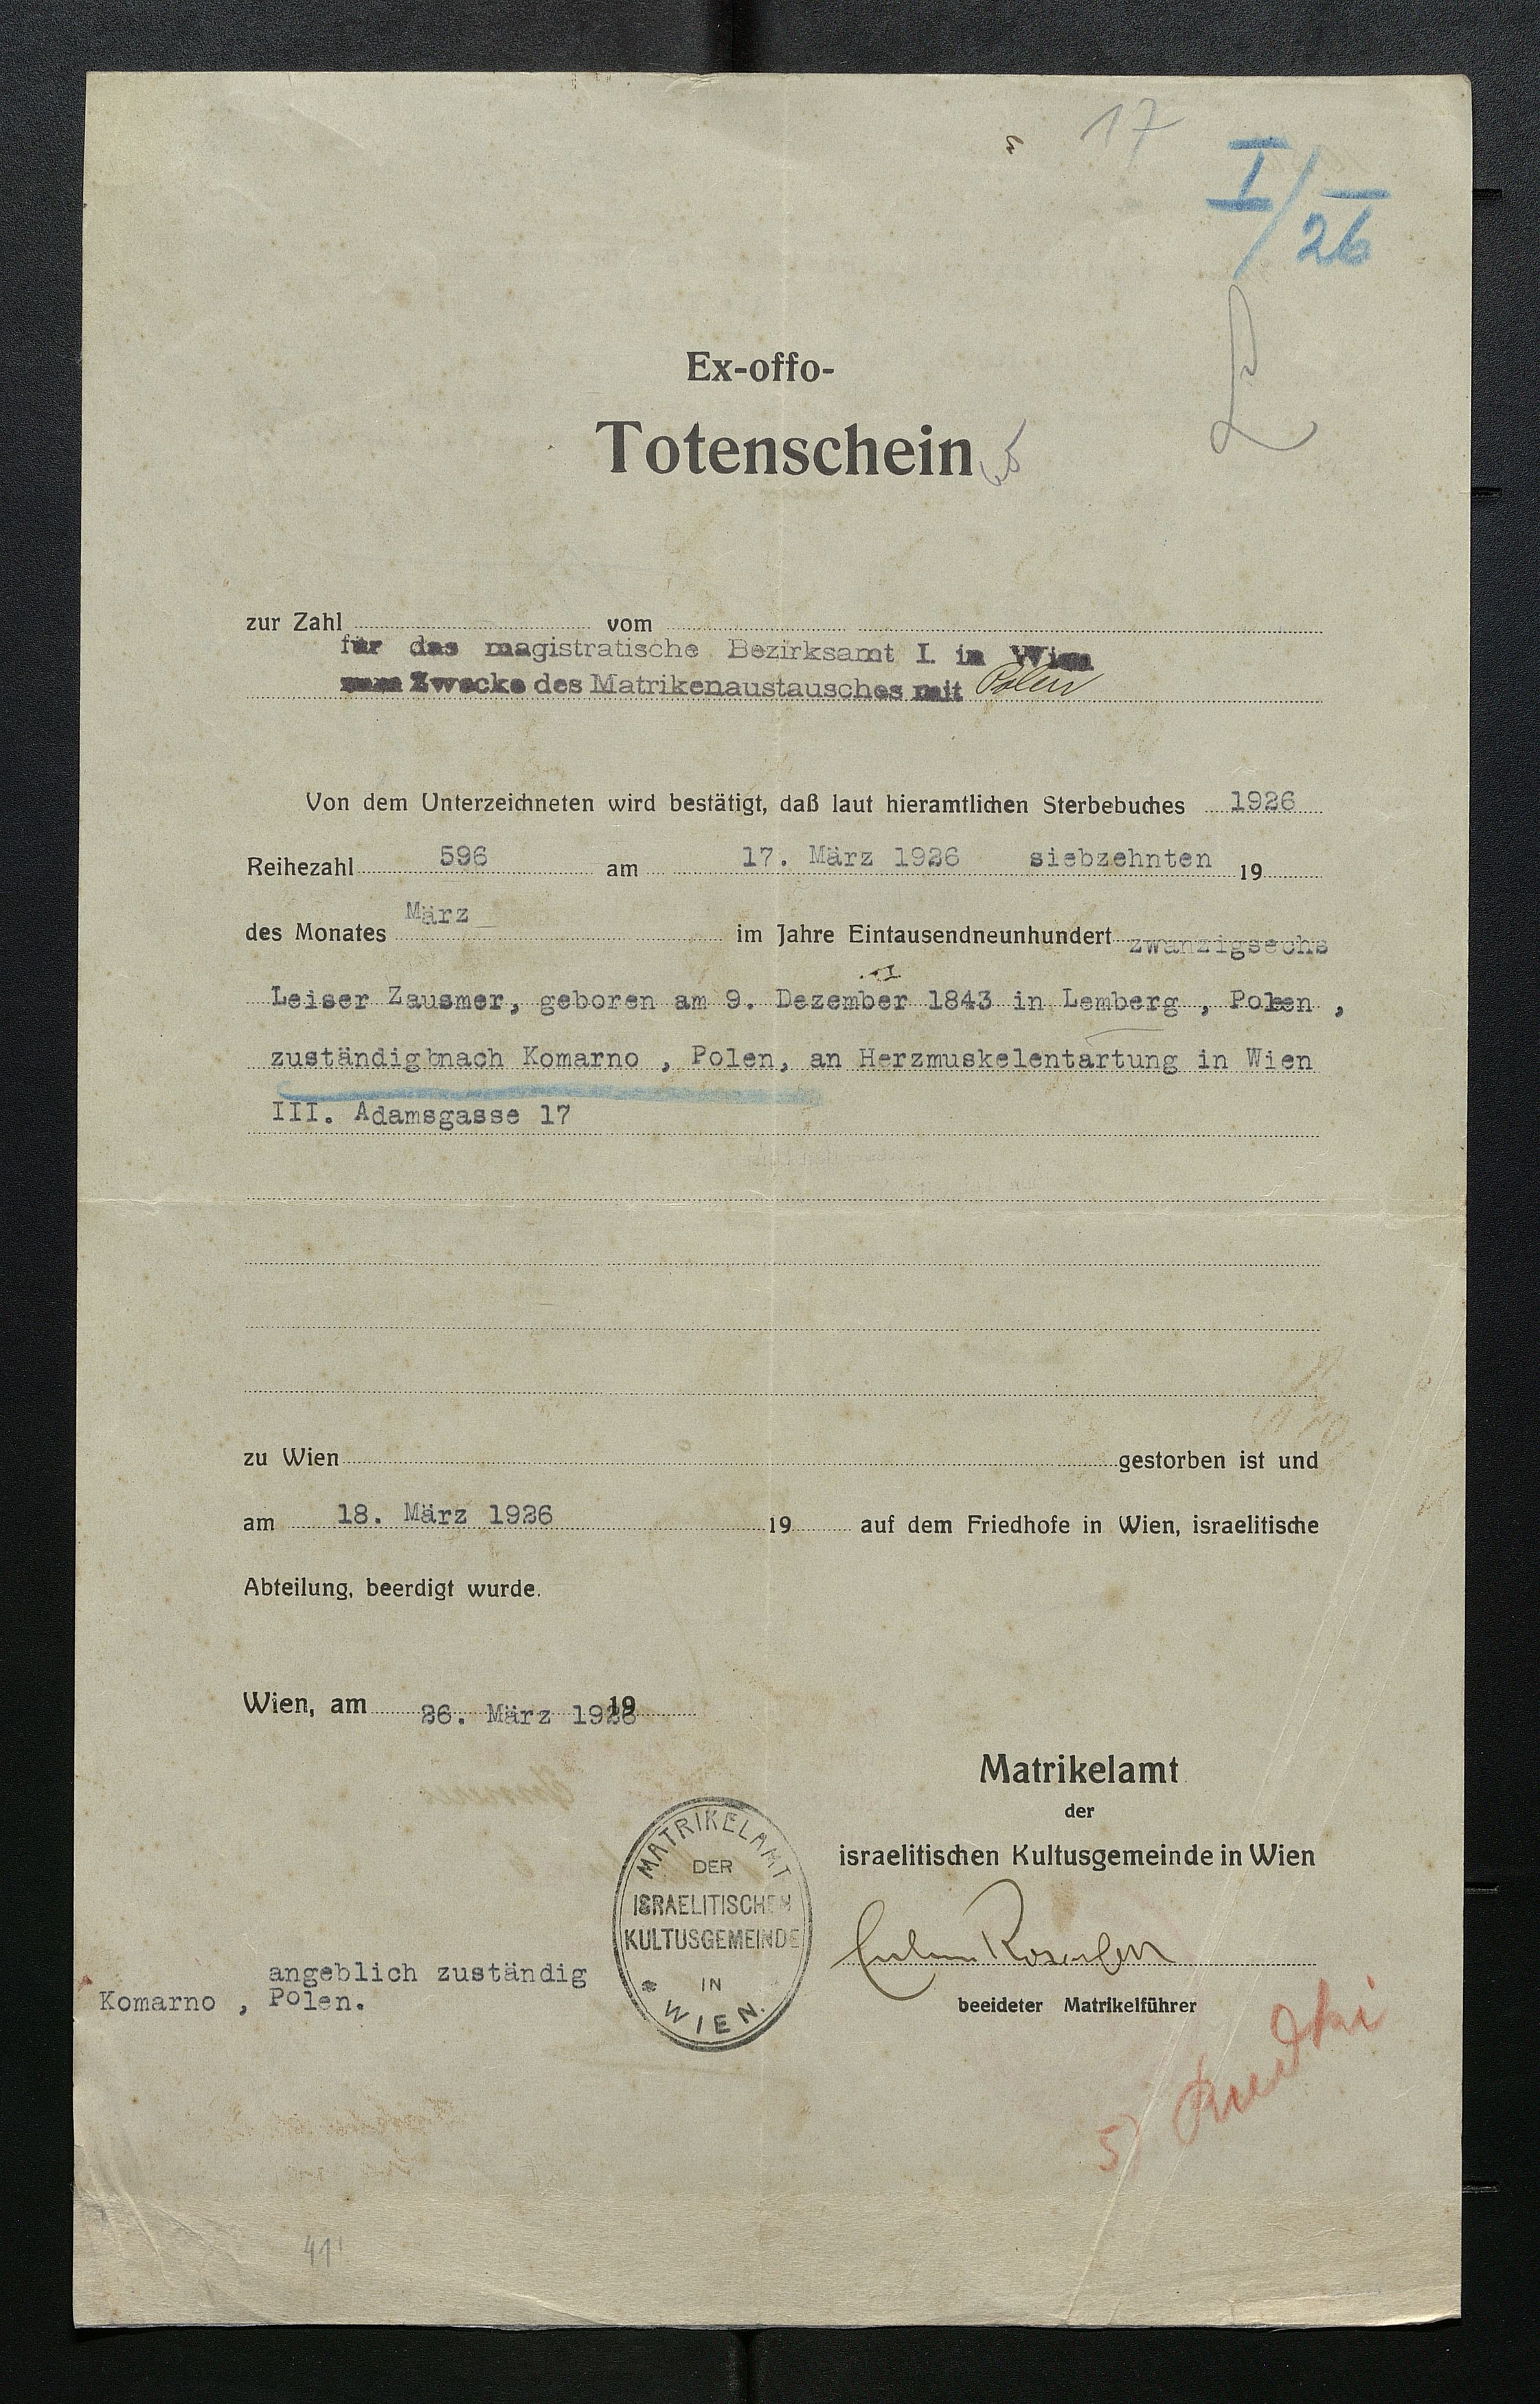 17
I/26
Ex-offo-
Totenschein
zur Zahl vom
für das magistratische Bezirksamt I. in Wien
zum Zwecke des Matrikenaustausches mit Polen
Von dem Unterzeichneten wird bestätigt, daß laut hieramtlichen Sterbebuches 1926
Reihezahl 596 am 17. März 1926 siebzehnten 19
des Monates März im Jahre Eintausendneunhundert zwanzigsechs
Leiser Zausmer, geboren am 9. Dezember 1843 in Lemberg , Polen ,
zuständig nach Komarno , Polen, an Herzmuskelentartung in Wien
III. Adamsgasse 17
zu Wien gestorben ist und
am 18. März 1926 19 auf dem Friedhofe in Wien, israelitische
Abteilung, beerdigt wurde.
Wien, am 26. März 1926 19
Matrikelamt
der
israelitischen Kultusgemeinde in Wien
MATRIKELAMT
DER
ISRAELITISCHEN
KULTUSGEMEINDE
IN
WIEN.
beeideter Matrikelführer
angeblich zuständig
Komarno , Polen.
5) Rudki
41